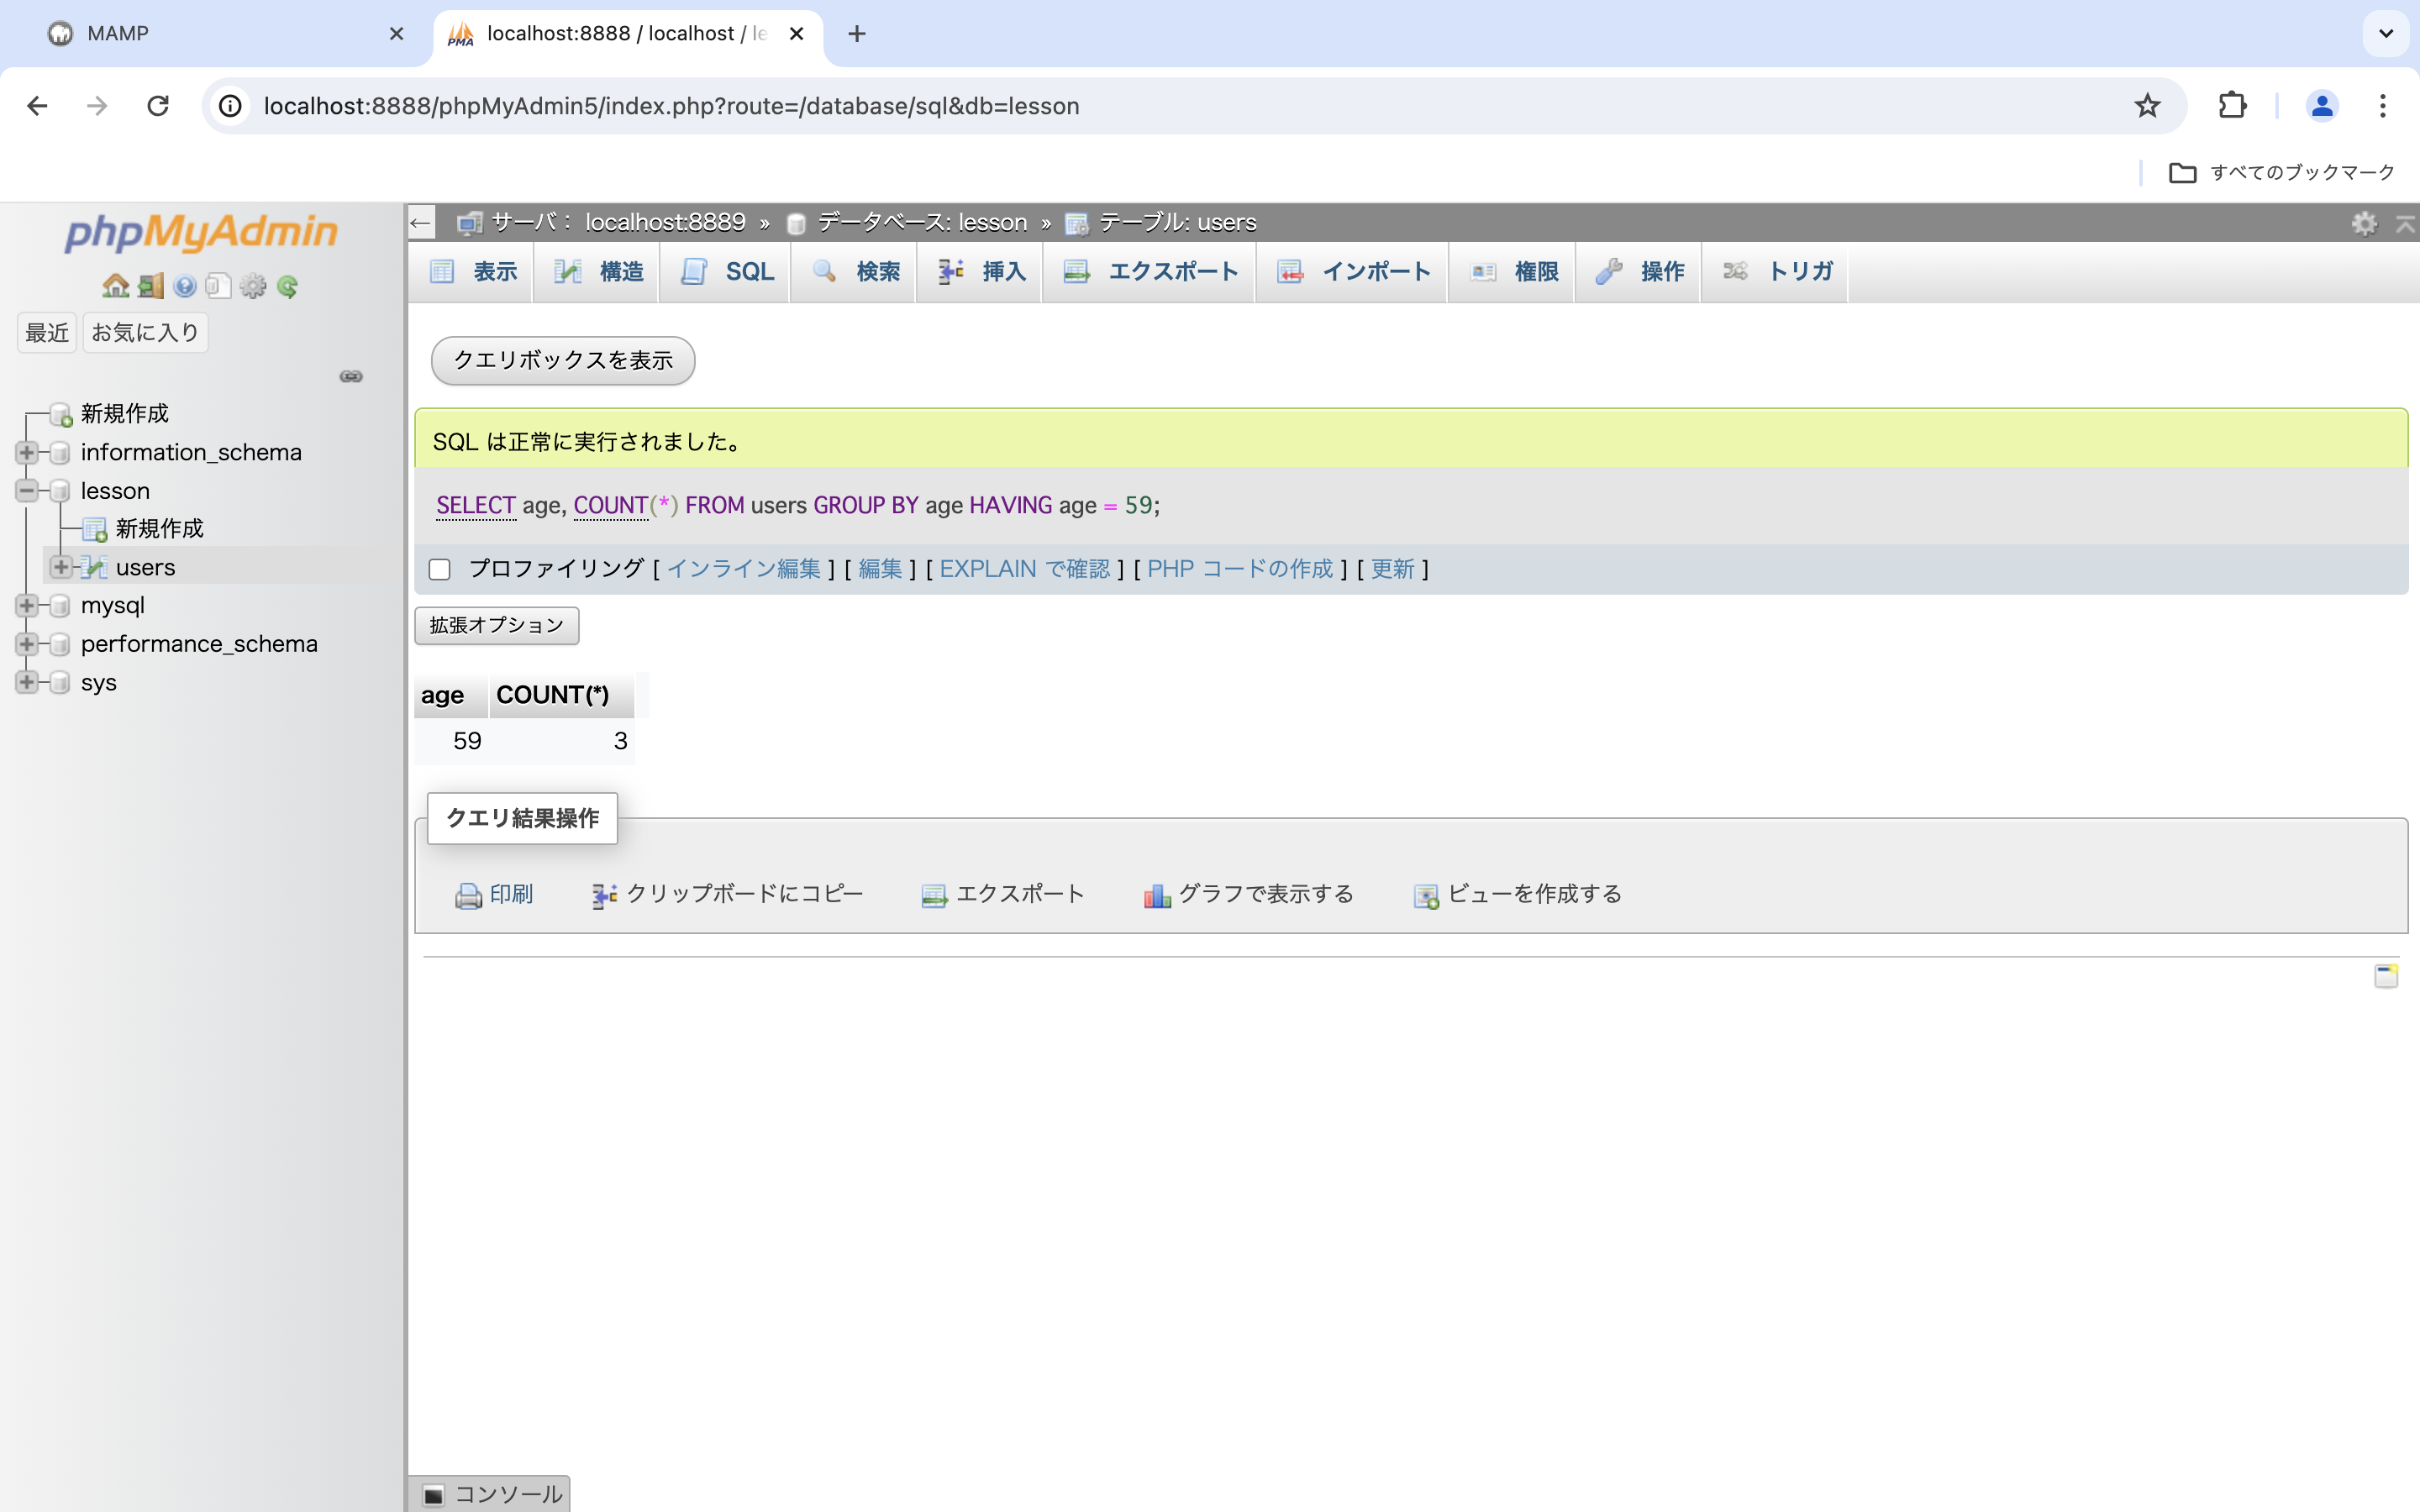 MAMP
localhost:8888 / localhost / le
localhost:8888/phpMyAdmin5/index.php?route=/database/sql&db=lesson
すべてのブックマーク
phpMyAdmin
最近 お気に入り
新規作成
information_schema
lesson
新規作成
users
mysql
performance_schema
sys
サーバ： localhost:8889 » データベース: lesson » テーブル: users
表示 構造 SQL 検索 挿入 エクスポート インポート 権限 操作 トリガ
クエリボックスを表示
SQL は正常に実行されました。
SELECT age, COUNT(*) FROM users GROUP BY age HAVING age = 59;
プロファイリング [ インライン編集 ] [ 編集 ] [ EXPLAIN で確認 ] [ PHP コードの作成 ] [ 更新 ]
拡張オプション
age COUNT(*)
59 3
クエリ結果操作
印刷 クリップボードにコピー エクスポート グラフで表示する ビューを作成する
コンソール